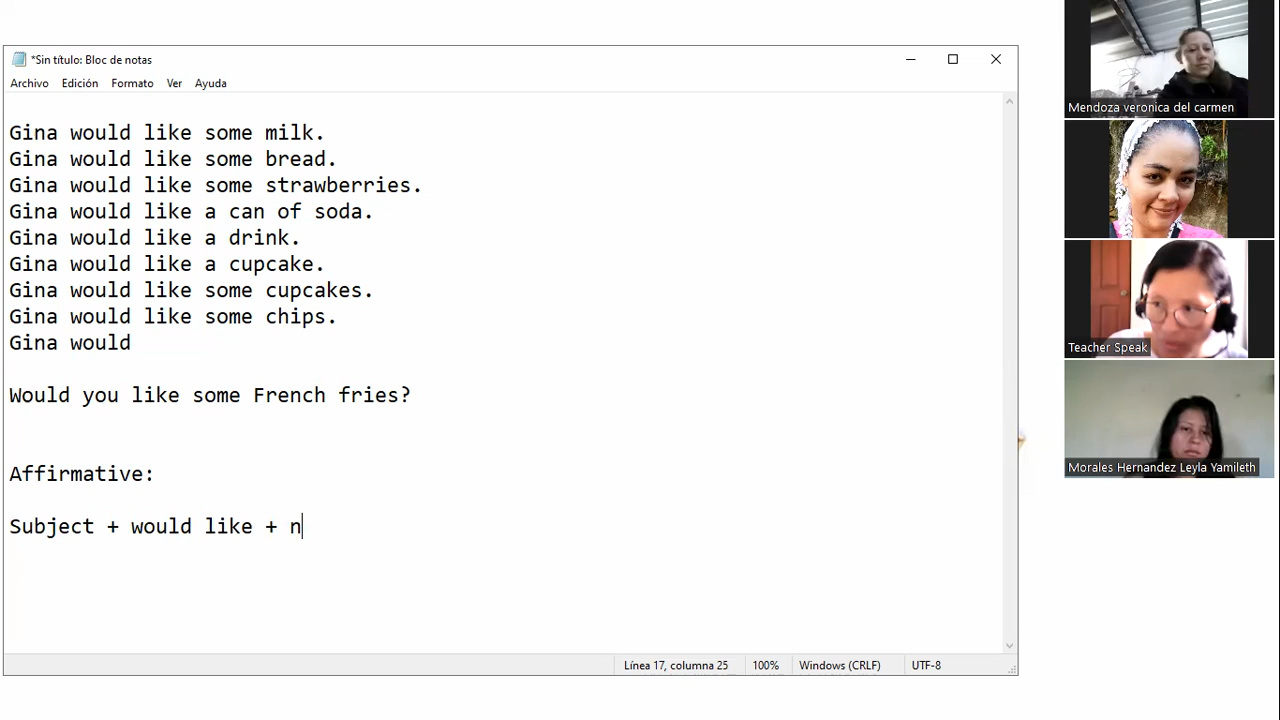 *Sin título: Bloc de notas
Archivo Edición Formato Ver Ayuda
Gina would like some milk.
Gina would like some bread.
Gina would like some strawberries.
Gina would like a can of soda.
Gina would like a drink.
Gina would like a cupcake.
Gina would like some cupcakes.
Gina would like some chips.
Gina would
Would you like some French fries?
Affirmative:
Subject + would like + n
Línea 17, columna 25 100% Windows (CRLF) UTF-8
Mendoza veronica del carmen
Teacher Speak
Morales Hernandez Leyla Yamileth